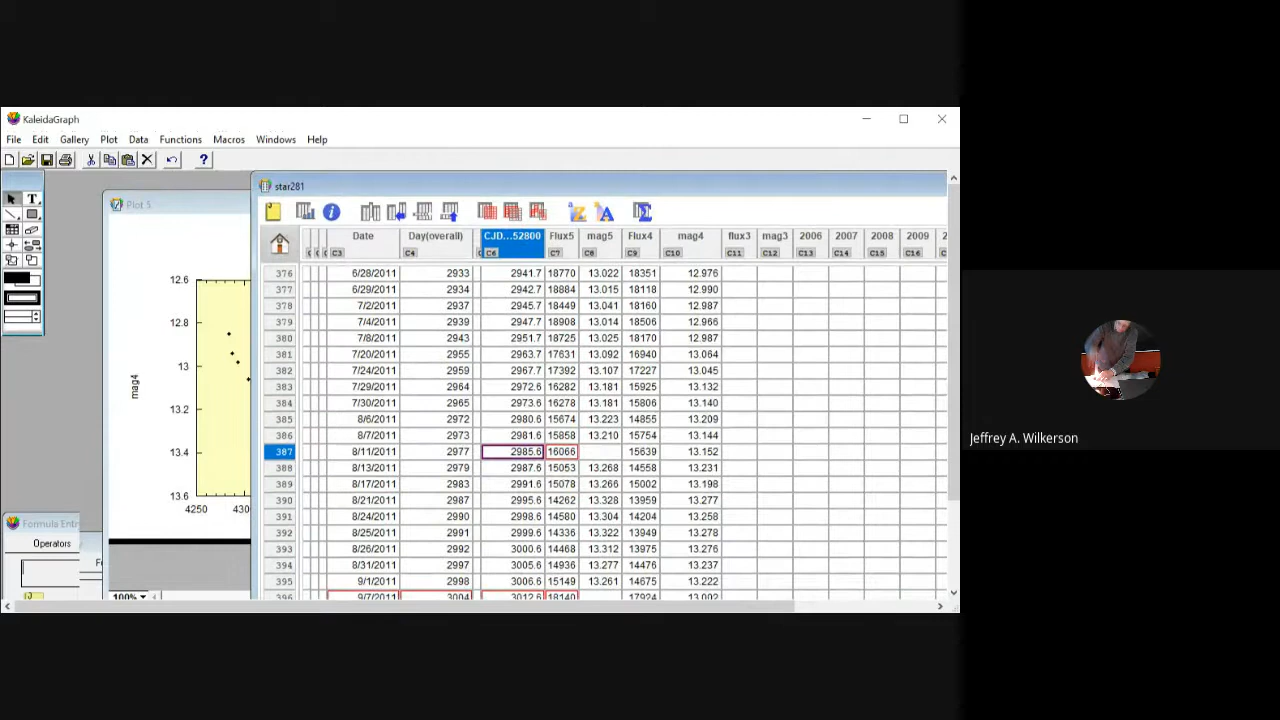 KaleidaGraph
File Edit Gallery Plot Data Functions Macros Windows Help
Plot 5
star281
Date Day(overall) CJD...52800 Flux5 mag5 Flux4 mag4 flux3 mag3 2006 2007 2008 2009 2
C3 C4 C6 C7 C8 C9 C10 C11 C12 C13 C14 C15 C16
376 6/28/2011 2933 2941.7 18770 13.022 18351 12.976
377 6/29/2011 2934 2942.7 18884 13.015 18118 12.990
378 7/2/2011 2937 2945.7 18449 13.041 18160 12.987
379 7/4/2011 2939 2947.7 18908 13.014 18506 12.966
380 7/8/2011 2943 2951.7 18725 13.025 18170 12.987
381 7/20/2011 2955 2963.7 17631 13.092 16940 13.064
382 7/24/2011 2959 2967.7 17392 13.107 17227 13.045
383 7/29/2011 2964 2972.6 16282 13.181 15925 13.132
384 7/30/2011 2965 2973.6 16278 13.181 15806 13.140
385 8/6/2011 2972 2980.6 15674 13.223 14855 13.209
386 8/7/2011 2973 2981.6 15858 13.210 15754 13.144
387 8/11/2011 2977 2985.6 16066 15639 13.152
388 8/13/2011 2979 2987.6 15053 13.268 14558 13.231
389 8/17/2011 2983 2991.6 15078 13.266 15002 13.198
390 8/21/2011 2987 2995.6 14262 13.328 13959 13.277
391 8/24/2011 2990 2998.6 14580 13.304 14204 13.258
392 8/25/2011 2991 2999.6 14336 13.322 13949 13.278
393 8/26/2011 2992 3000.6 14468 13.312 13975 13.276
394 8/31/2011 2997 3005.6 14936 13.277 14476 13.237
395 9/1/2011 2998 3006.6 15149 13.261 14675 13.222
396 9/7/2011 3004 3012.6 18140 17924 13.002
12.6
12.8
13
13.2
13.4
13.6
mag4
4250 430
Formula Entr
Operators
F
100%
Jeffrey A. Wilkerson